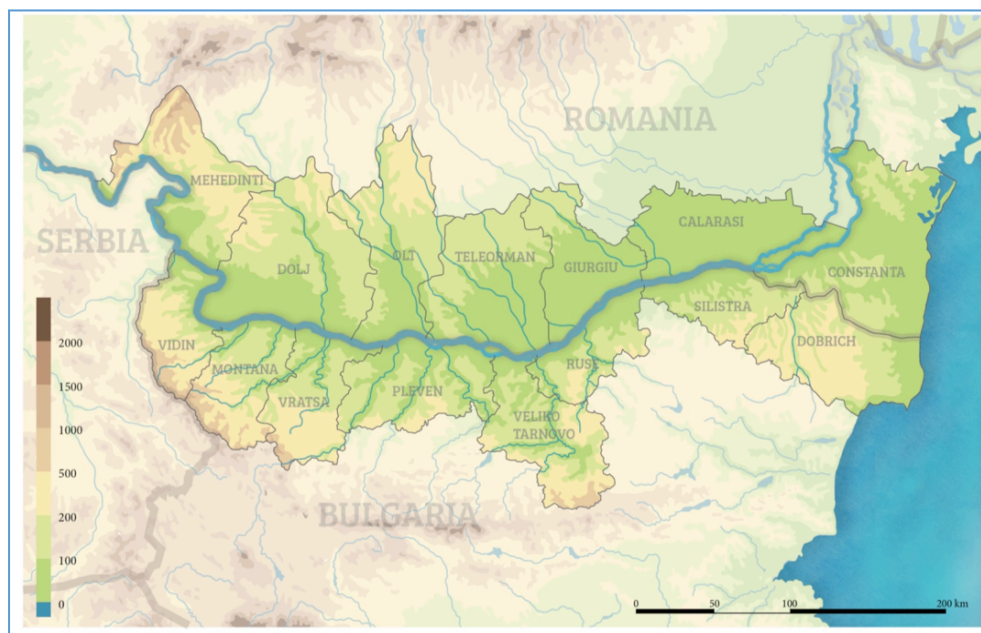 ROMANIA
MEHEDINTI
CALARASI
SERBIA
OLT
TELEORMAN
DOLJ
GIURGIU
CONSTANTA
SILISTRA
VIDIN
DOBRICH
MONTANA
RUSE
PLEVEN
VRATSA
VELIKO
TARNOVO
BULGARIA
2000
1500
1000
500
200
100
0
0 50 100 200 km